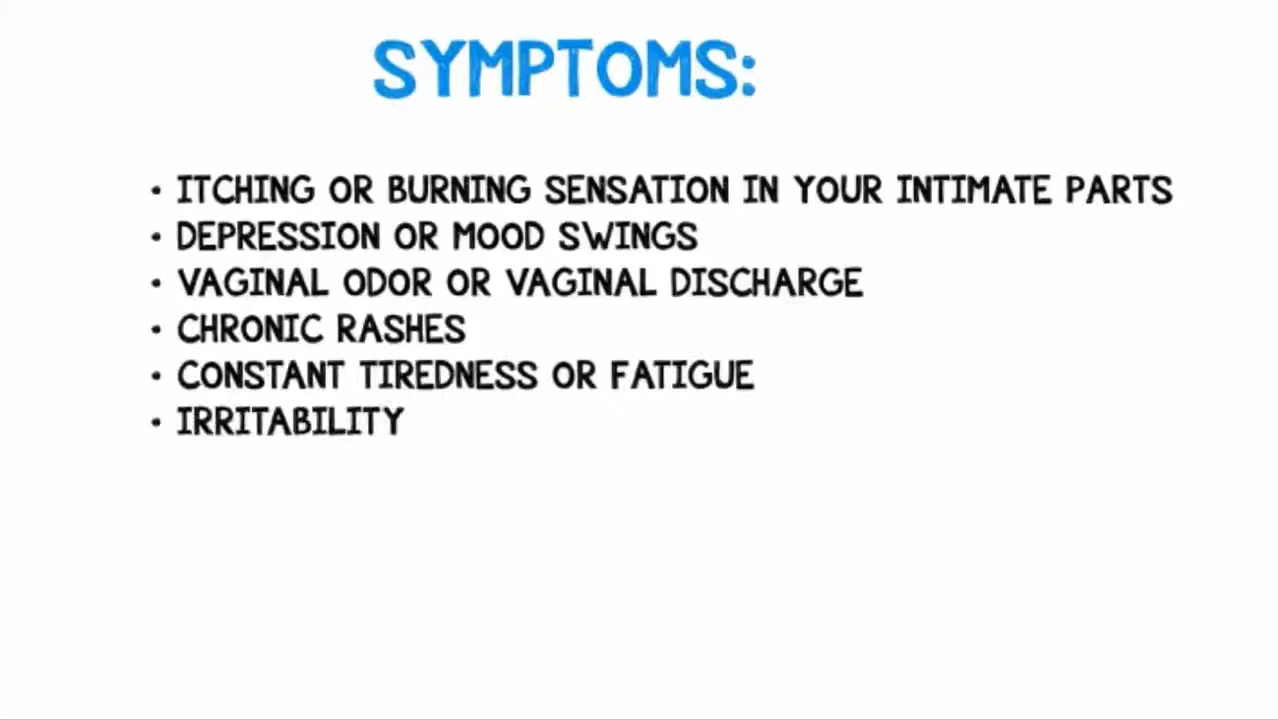 SYMPTOMS:
• ITCHING OR BURNING SENSATION IN YOUR INTIMATE PARTS
• DEPRESSION OR MOOD SWINGS
• VAGINAL ODOR OR VAGINAL DISCHARGE
• CHRONIC RASHES
• CONSTANT TIREDNESS OR FATIGUE
• IRRITABILITY